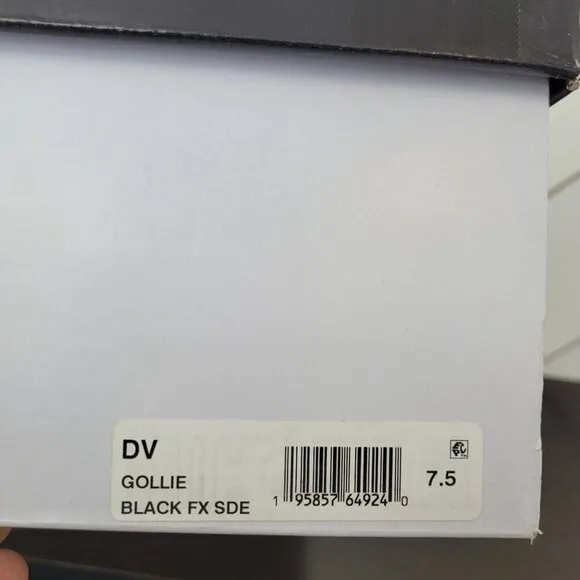 DV
GOLLIE
BLACK FX SDE
1 95857 64924 0
7.5